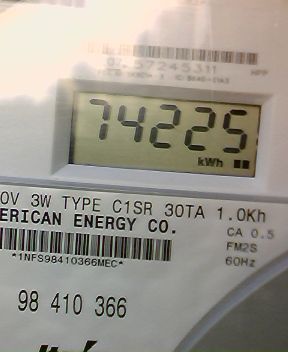 57245311
74225
kWh
0V 3W TYPE C1SR 30TA 1.0Kh
ERICAN ENERGY CO.
CA 0.5
FM2S
*1NFS98410366MEC*
60Hz
98 410 366